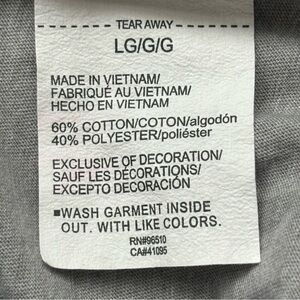 TEAR AWAY
LG/G/G
MADE IN VIETNAM/
FABRIQUÉ AU VIETNAM/
HECHO EN VIETNAM
60% COTTON/COTON/algodón
40% POLYESTER/poliéster
EXCLUSIVE OF DECORATION/
SAUF LES DÉCORATIONS/
EXCEPTO DECORACIÓN
■WASH GARMENT INSIDE
OUT. WITH LIKE COLORS.
RN#96510
CA#41095